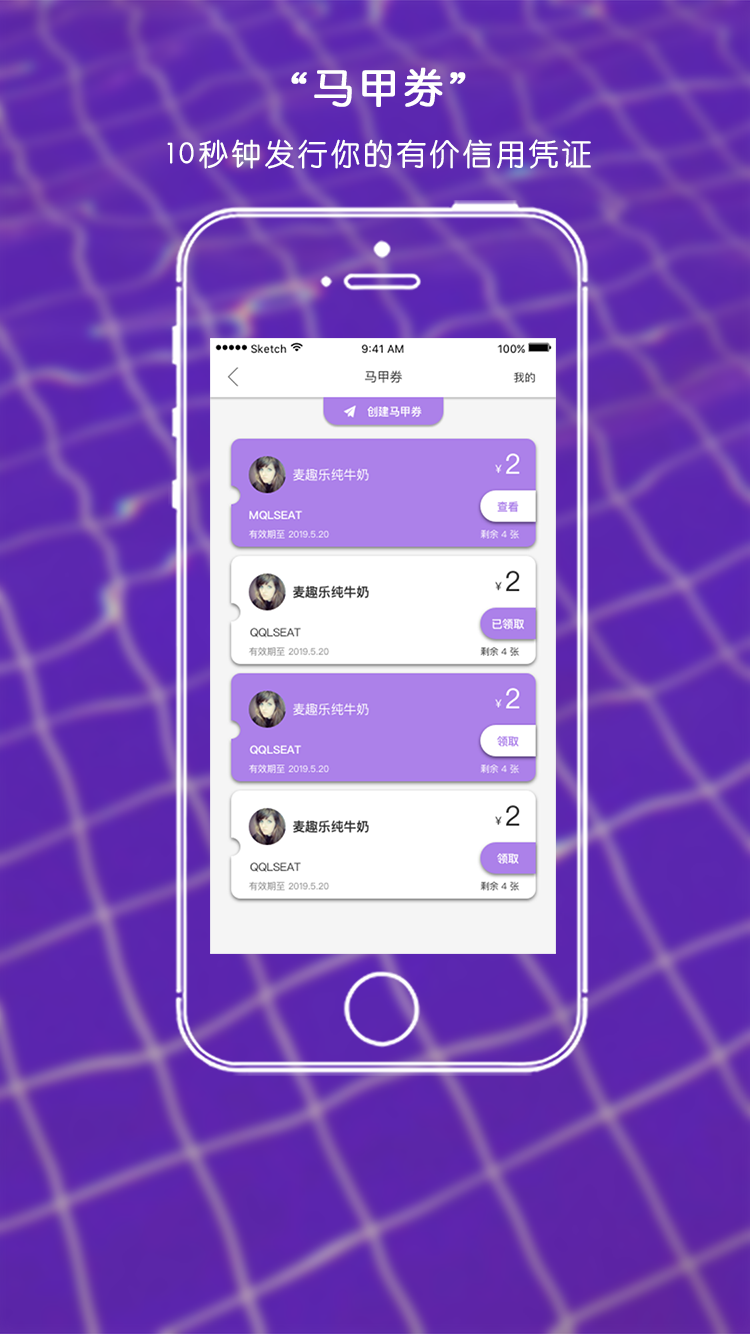 “马甲券”
10秒钟发行你的有价信用凭证
Sketch 9:41 AM 100%
马甲券 我的
创建马甲券
麦趣乐纯牛奶 ¥ 2
MQLSEAT 查看
有效期至 2019.5.20 剩余 4 张
麦趣乐纯牛奶 ¥ 2
QQLSEAT 已领取
有效期至 2019.5.20 剩余 4 张
麦趣乐纯牛奶 ¥ 2
QQLSEAT 领取
有效期至 2019.5.20 剩余 4 张
麦趣乐纯牛奶 ¥ 2
QQLSEAT 领取
有效期至 2019.5.20 剩余 4 张